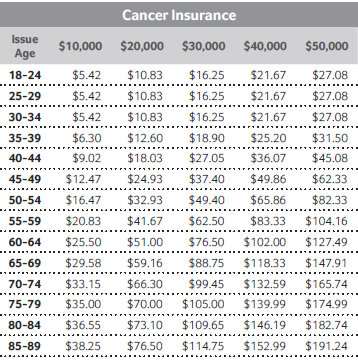 Cancer Insurance
Issue Age $10,000 $20,000 $30,000 $40,000 $50,000
18-24 $5.42 $10.83 $16.25 $21.67 $27.08
25-29 $5.42 $10.83 $16.25 $21.67 $27.08
30-34 $5.42 $10.83 $16.25 $21.67 $27.08
35-39 $6.30 $12.60 $18.90 $25.20 $31.50
40-44 $9.02 $18.03 $27.05 $36.07 $45.08
45-49 $12.47 $24.93 $37.40 $49.86 $62.33
50-54 $16.47 $32.93 $49.40 $65.86 $82.33
55-59 $20.83 $41.67 $62.50 $83.33 $104.16
60-64 $25.50 $51.00 $76.50 $102.00 $127.49
65-69 $29.58 $59.16 $88.75 $118.33 $147.91
70-74 $33.15 $66.30 $99.45 $132.59 $165.74
75-79 $35.00 $70.00 $105.00 $139.99 $174.99
80-84 $36.55 $73.10 $109.65 $146.19 $182.74
85-89 $38.25 $76.50 $114.75 $152.99 $191.24